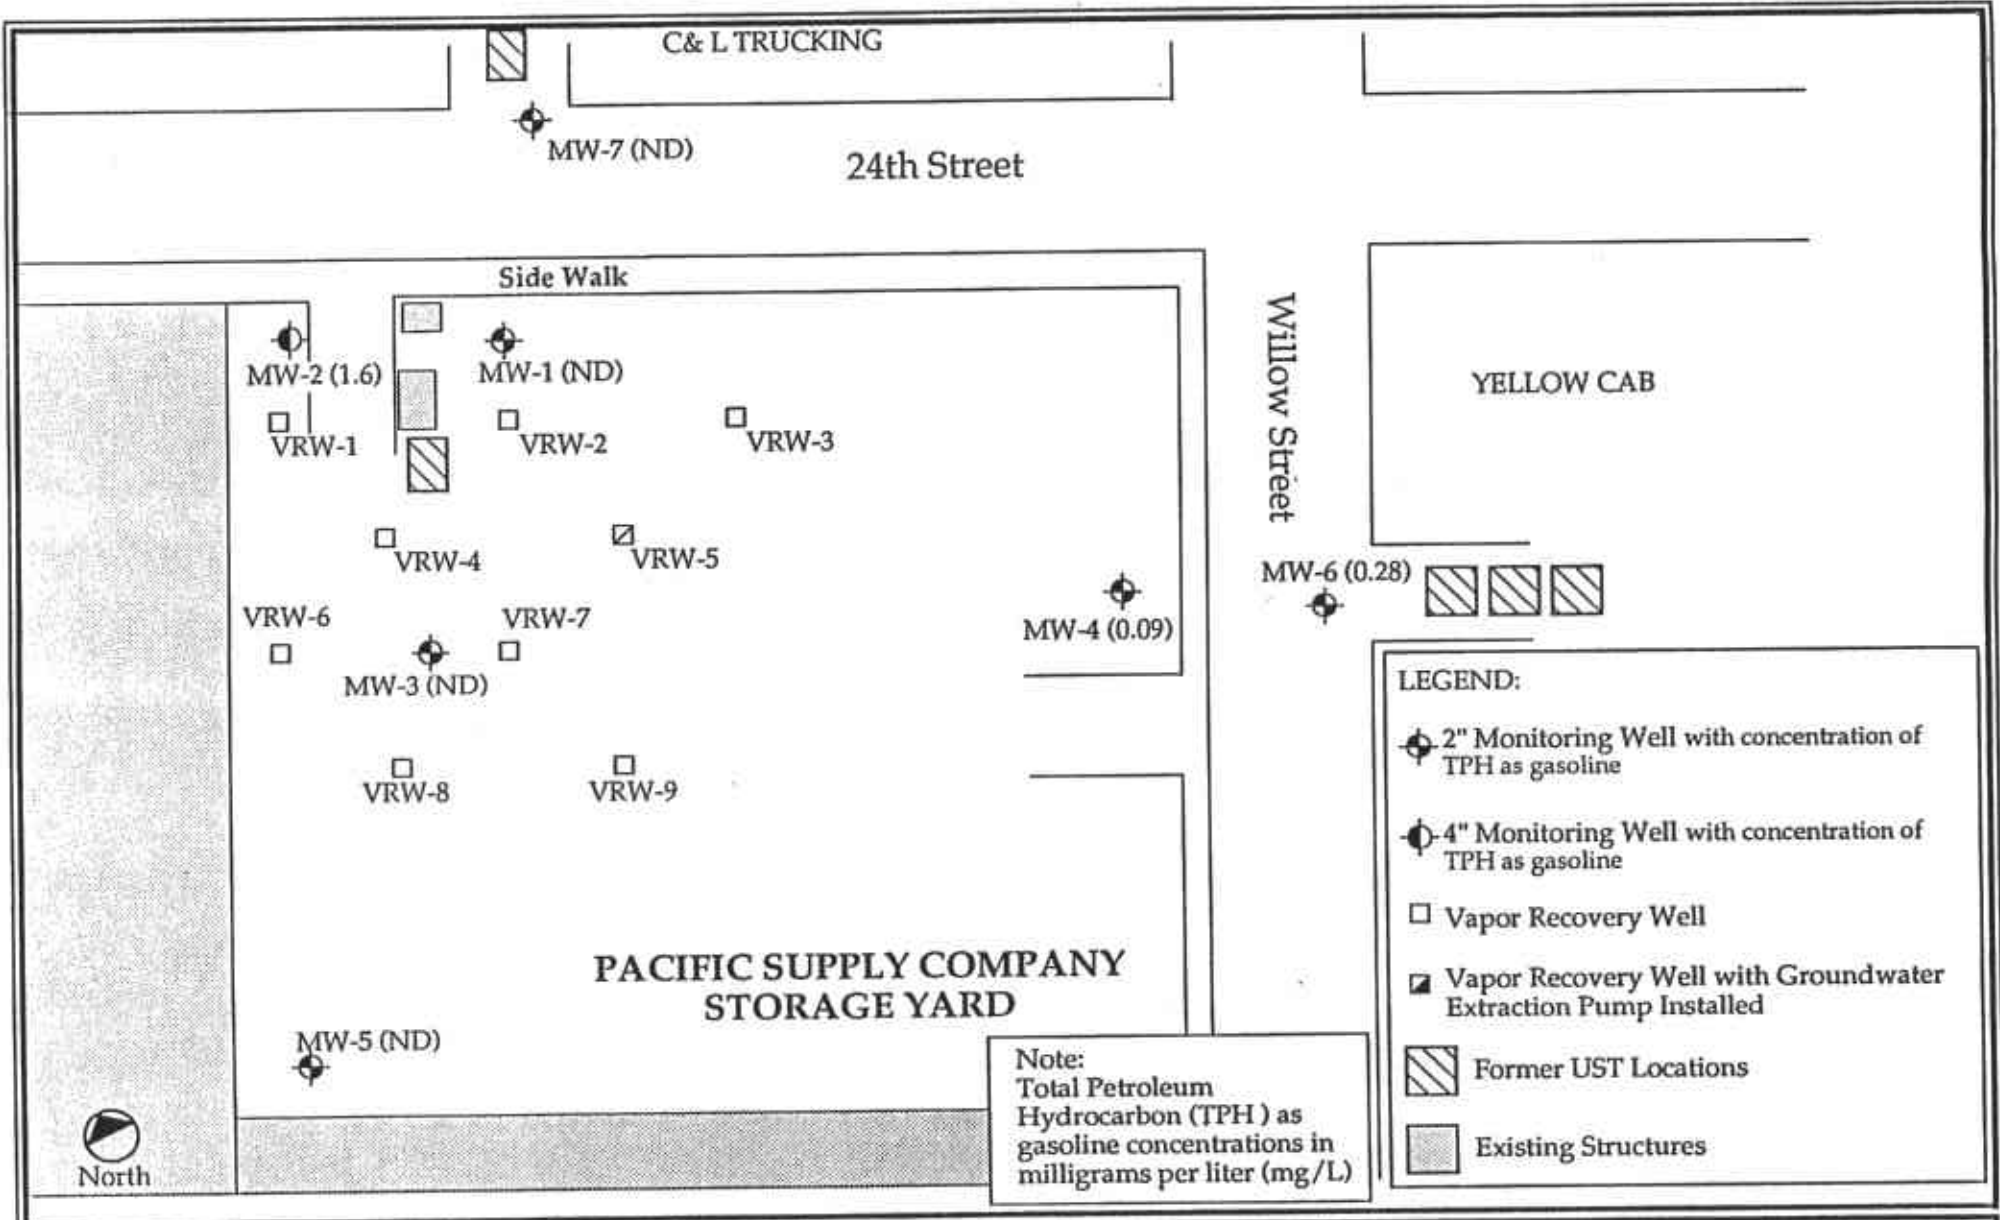 C& L TRUCKING
MW-7 (ND)
24th Street
Side Walk
MW-2 (1.6)
MW-1 (ND)
VRW-1
VRW-2
VRW-3
Willow Street
YELLOW CAB
VRW-4
VRW-5
MW-6 (0.28)
VRW-6
VRW-7
MW-4 (0.09)
MW-3 (ND)
VRW-8
VRW-9
PACIFIC SUPPLY COMPANY
STORAGE YARD
MW-5 (ND)
North
Note:
Total Petroleum
Hydrocarbon (TPH ) as
gasoline concentrations in
milligrams per liter (mg/L)
LEGEND:
2" Monitoring Well with concentration of
TPH as gasoline
4" Monitoring Well with concentration of
TPH as gasoline
Vapor Recovery Well
Vapor Recovery Well with Groundwater
Extraction Pump Installed
Former UST Locations
Existing Structures